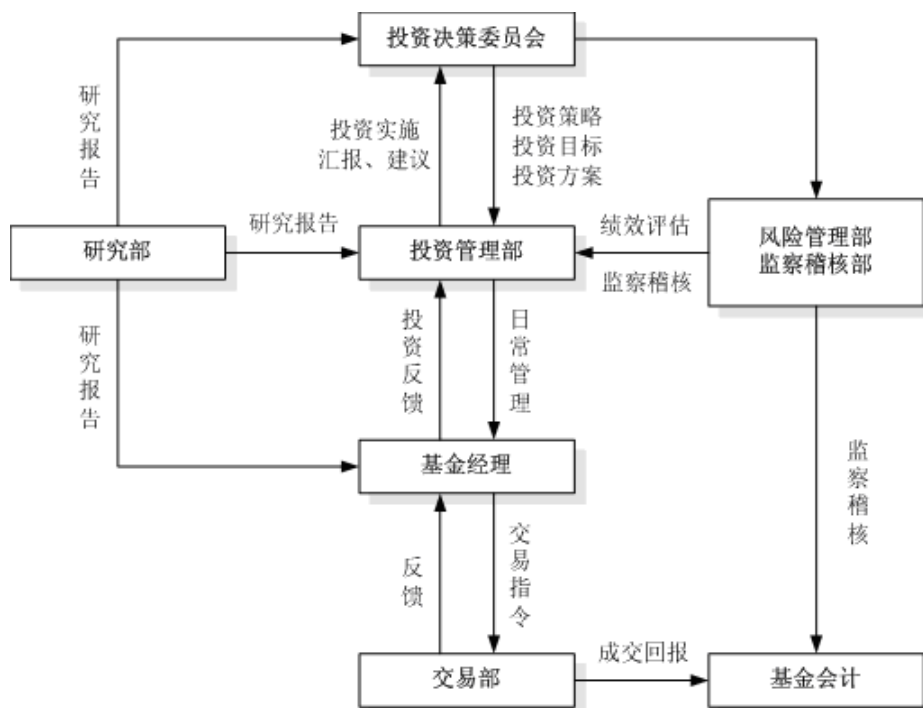 投资决策委员会
研究报告
投资实施
汇报、建议
投资策略
投资目标
投资方案
研究部
研究报告
投资管理部
绩效评估
监察稽核
风险管理部
监察稽核部
研究报告
投资反馈
日常管理
基金经理
监察稽核
反馈
交易指令
交易部
成交回报
基金会计